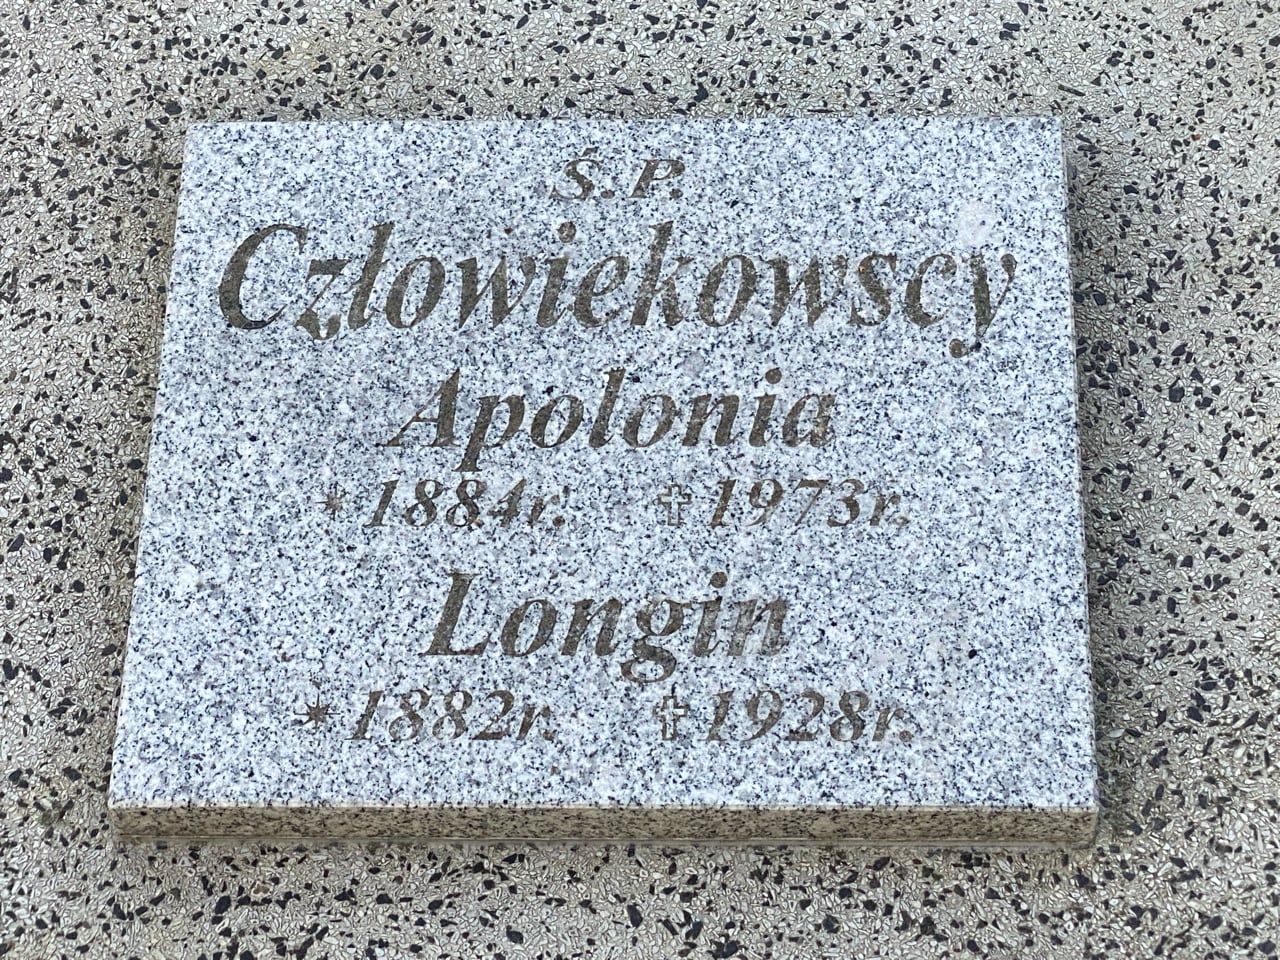 Ś.P.
Człowiekowscy
Apolonia
* 1884r. ✝ 1973r.
Longin
* 1882r. ✝ 1928r.